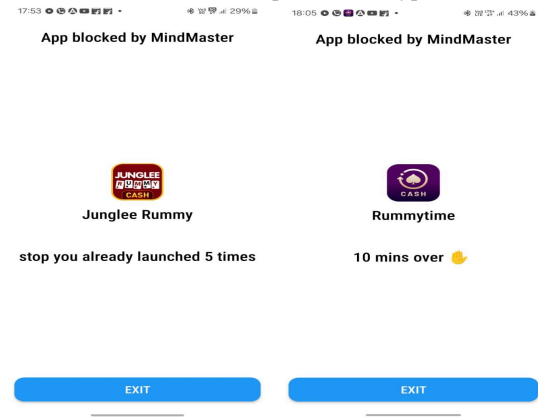 17:53
29%
App blocked by MindMaster
JUNGLEE
RUMMY
CASH
Junglee Rummy
stop you already launched 5 times
EXIT
18:05
43%
App blocked by MindMaster
CASH
Rummytime
10 mins over ✋
EXIT